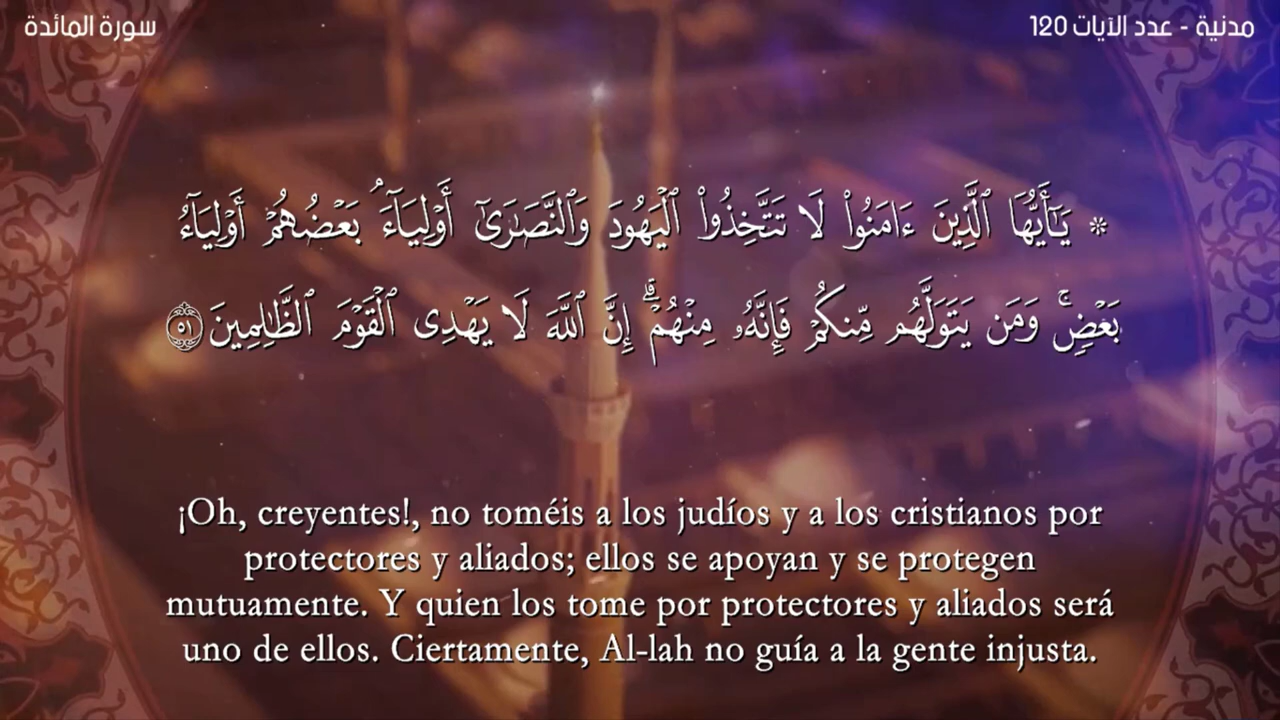 سورة المائدة
مدنية - عدد الآيات 120
* يَٰٓأَيُّهَا ٱلَّذِينَ ءَامَنُوا۟ لَا تَتَّخِذُوا۟ ٱلْيَهُودَ وَٱلنَّصَٰرَىٰٓ أَوْلِيَآءَ ۘ بَعْضُهُمْ أَوْلِيَآءُ
بَعْضٍۢ ۚ وَمَن يَتَوَلَّهُم مِّنكُمْ فَإِنَّهُۥ مِنْهُمْ ۗ إِنَّ ٱللَّهَ لَا يَهْدِى ٱلْقَوْمَ ٱلظَّٰلِمِينَ ٥١
¡Oh, creyentes!, no toméis a los judíos y a los cristianos por
protectores y aliados; ellos se apoyan y se protegen
mutuamente. Y quien los tome por protectores y aliados será
uno de ellos. Ciertamente, Al-lah no guía a la gente injusta.